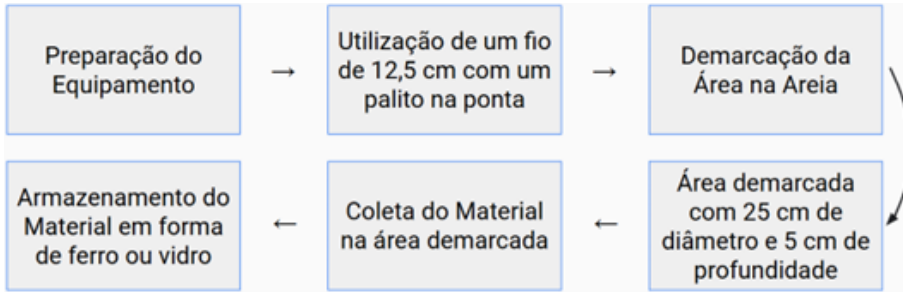 Preparação do
Equipamento
→
Utilização de um fio
de 12,5 cm com um
palito na ponta
→
Demarcação da
Área na Areia
Área demarcada
com 25 cm de
diâmetro e 5 cm de
profundidade
←
Coleta do Material
na área demarcada
←
Armazenamento do
Material em forma
de ferro ou vidro